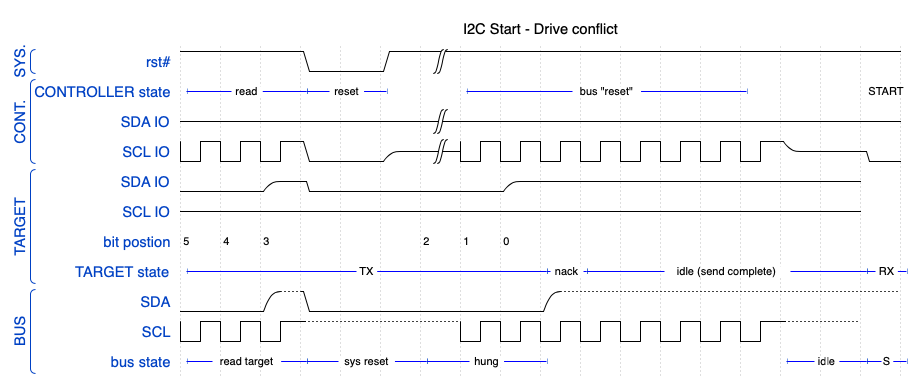 I2C Start - Drive conflict
SYS.
rst#
CONT.
CONTROLLER state read reset bus "reset" START
SDA IO
SCL IO
TARGET
SDA IO
SCL IO
bit postion 5 4 3 2 1 0
TARGET state TX nack idle (send complete) RX
BUS
SDA
SCL
bus state read target sys reset hung idle S